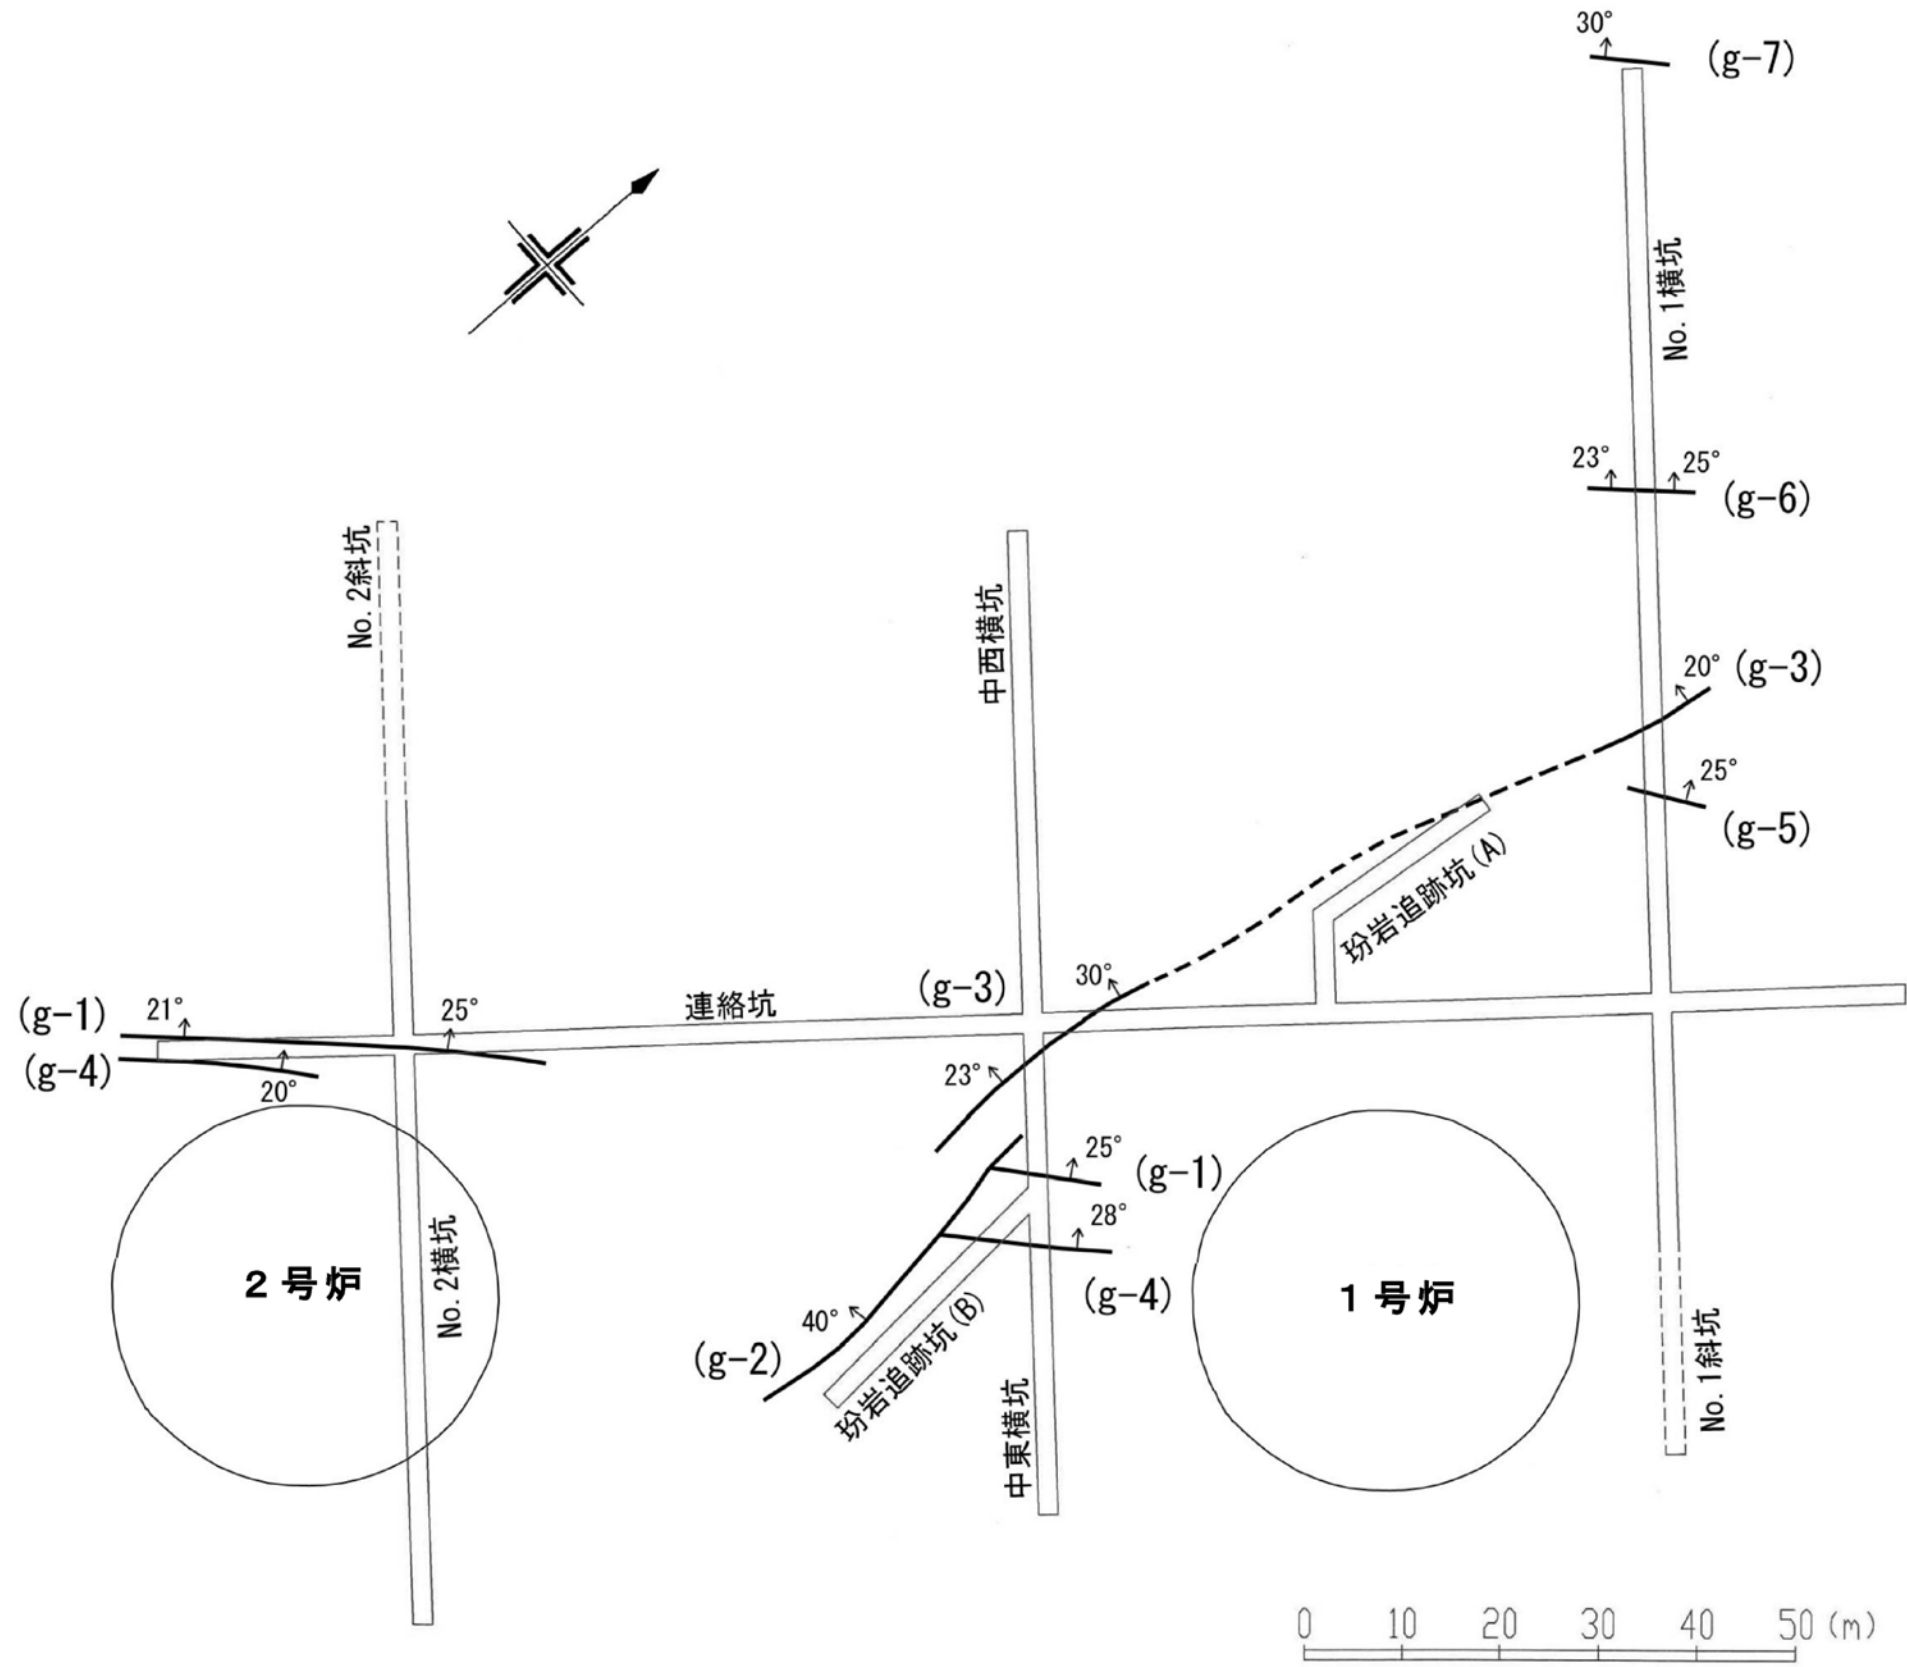 30°
(g-7)
No.1横坑
23°
25°
(g-6)
No.2斜坑
中西横坑
20°
(g-3)
25°
(g-5)
玢岩追跡坑(A)
(g-3)
30°
連絡坑
(g-1)
21°
25°
(g-4)
20°
23°
25°
(g-1)
28°
(g-4)
2号炉
No.2横坑
1号炉
40°
(g-2)
玢岩追跡坑(B)
中東横坑
No.1斜坑
0 10 20 30 40 50 (m)